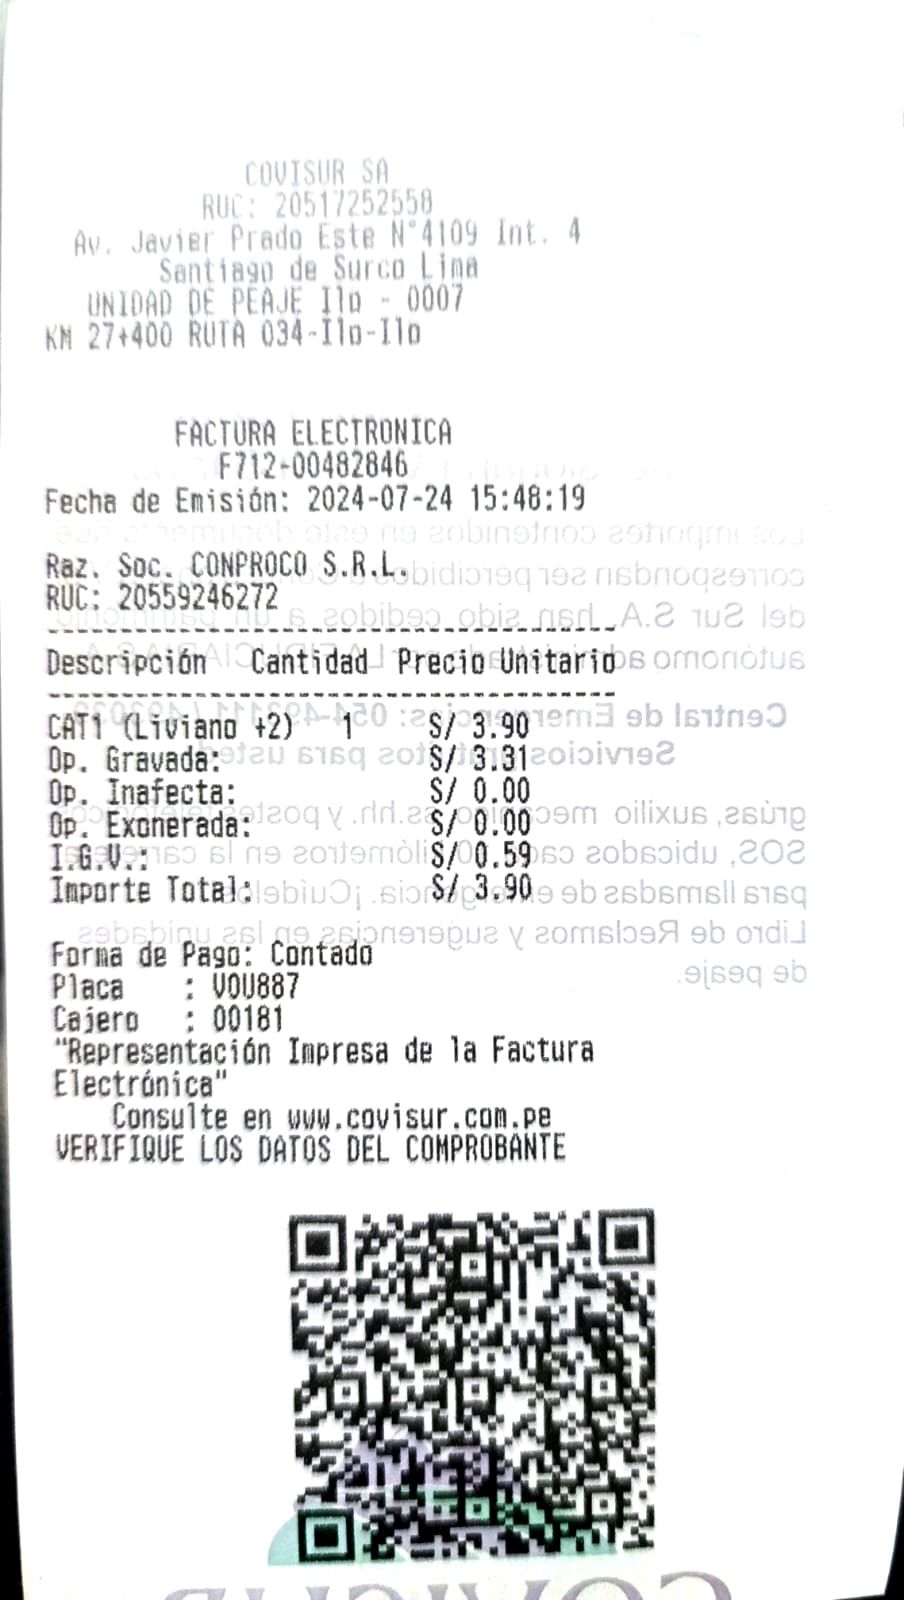 COVISUR SA
RUC: 20517252558
Av. Javier Prado Este N°4109 Int. 4
Santiago de Surco Lima
UNIDAD DE PEAJE Ilo - 0007
KM 27+400 RUTA 034-Ilo-Ilo
FACTURA ELECTRONICA
F712-00482846
Fecha de Emisión: 2024-07-24 15:48:19
Raz. Soc. CONPROCO S.R.L.
RUC: 20559246272
Descripción Cantidad Precio Unitario
CAT1 (Liviano +2) 1 S/ 3.90
Op. Gravada: S/ 3.31
Op. Inafecta: S/ 0.00
Op. Exonerada: S/ 0.00
I.G.V.: S/ 0.59
Importe Total: S/ 3.90
Forma de Pago: Contado
Placa : VOU887
Cajero : 00181
"Representación Impresa de la Factura
Electrónica"
Consulte en www.covisur.com.pe
VERIFIQUE LOS DATOS DEL COMPROBANTE